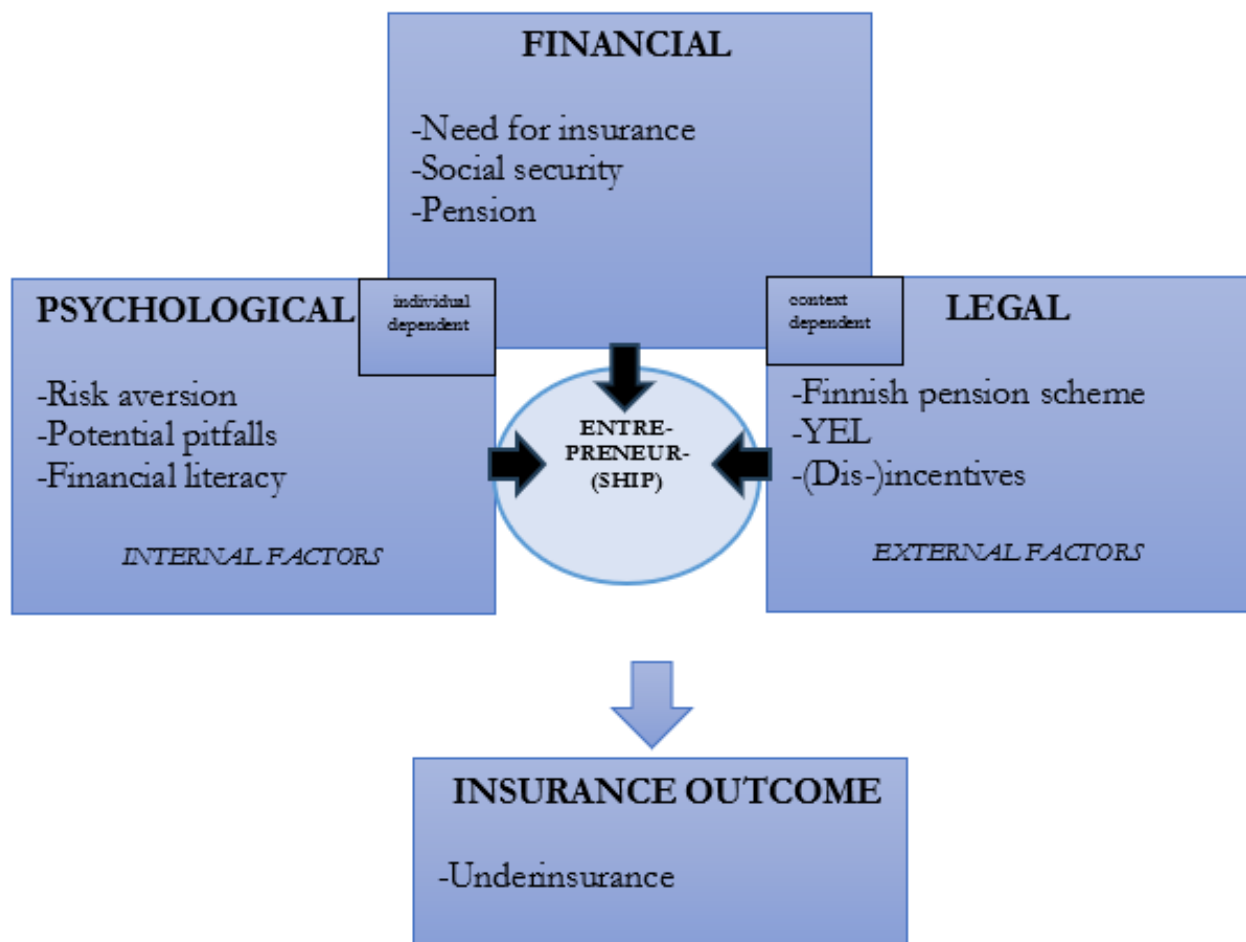 FINANCIAL
-Need for insurance
-Social security
-Pension
PSYCHOLOGICAL
individual
dependent
-Risk aversion
-Potential pitfalls
-Financial literacy
INTERNAL FACTORS
ENTRE-
PRENEUR-
(SHIP)
context
dependent
LEGAL
-Finnish pension scheme
-YEL
-(Dis-)incentives
EXTERNAL FACTORS
INSURANCE OUTCOME
-Underinsurance